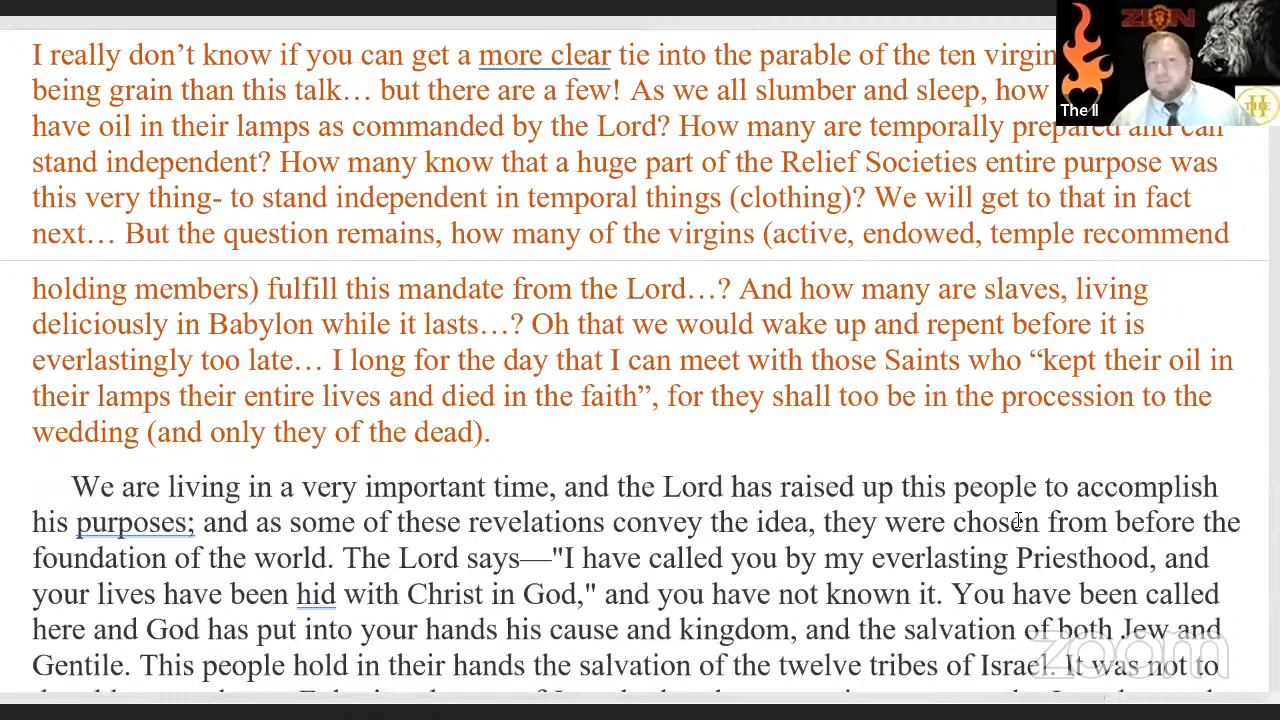 I really don’t know if you can get a more clear tie into the parable of the ten virgin
being grain than this talk… but there are a few! As we all slumber and sleep, how
have oil in their lamps as commanded by the Lord? How many are temporally prepared and can
stand independent? How many know that a huge part of the Relief Societies entire purpose was
this very thing- to stand independent in temporal things (clothing)? We will get to that in fact
next… But the question remains, how many of the virgins (active, endowed, temple recommend
holding members) fulfill this mandate from the Lord…? And how many are slaves, living
deliciously in Babylon while it lasts…? Oh that we would wake up and repent before it is
everlastingly too late… I long for the day that I can meet with those Saints who “kept their oil in
their lamps their entire lives and died in the faith”, for they shall too be in the procession to the
wedding (and only they of the dead).
We are living in a very important time, and the Lord has raised up this people to accomplish
his purposes; and as some of these revelations convey the idea, they were chosen from before the
foundation of the world. The Lord says—"I have called you by my everlasting Priesthood, and
your lives have been hid with Christ in God," and you have not known it. You have been called
here and God has put into your hands his cause and kingdom, and the salvation of both Jew and
Gentile. This people hold in their hands the salvation of the twelve tribes of Israel. It was not to
ZION
The II
THE
II
zoom